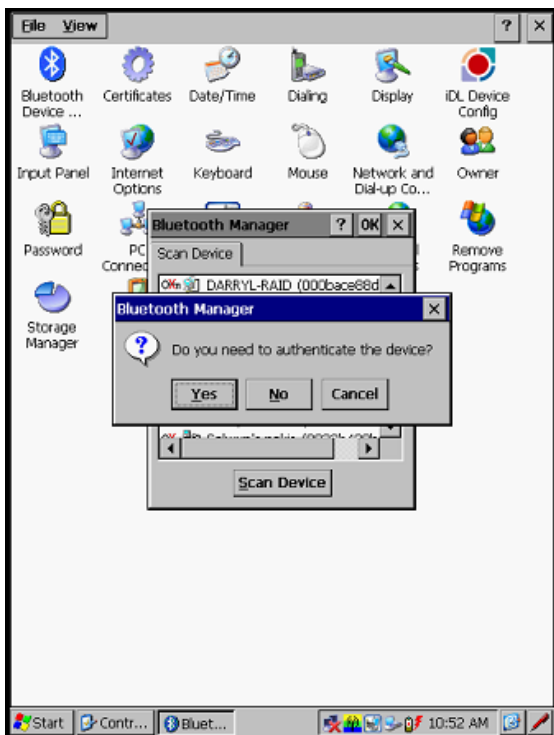 File View ? ×
Bluetooth Device ...
Certificates
Date/Time
Dialing
Display
iDL Device Config
Input Panel
Internet Options
Keyboard
Mouse
Network and Dial-up Co...
Owner
Password
PC
Connec
Remove Programs
Storage Manager
Bluetooth Manager ? OK ×
Scan Device
DARRYL-RAID (000bace88d
Bluetooth Manager ×
Do you need to authenticate the device?
Yes No Cancel
Scan Device
Start Contr... Bluet... 10:52 AM